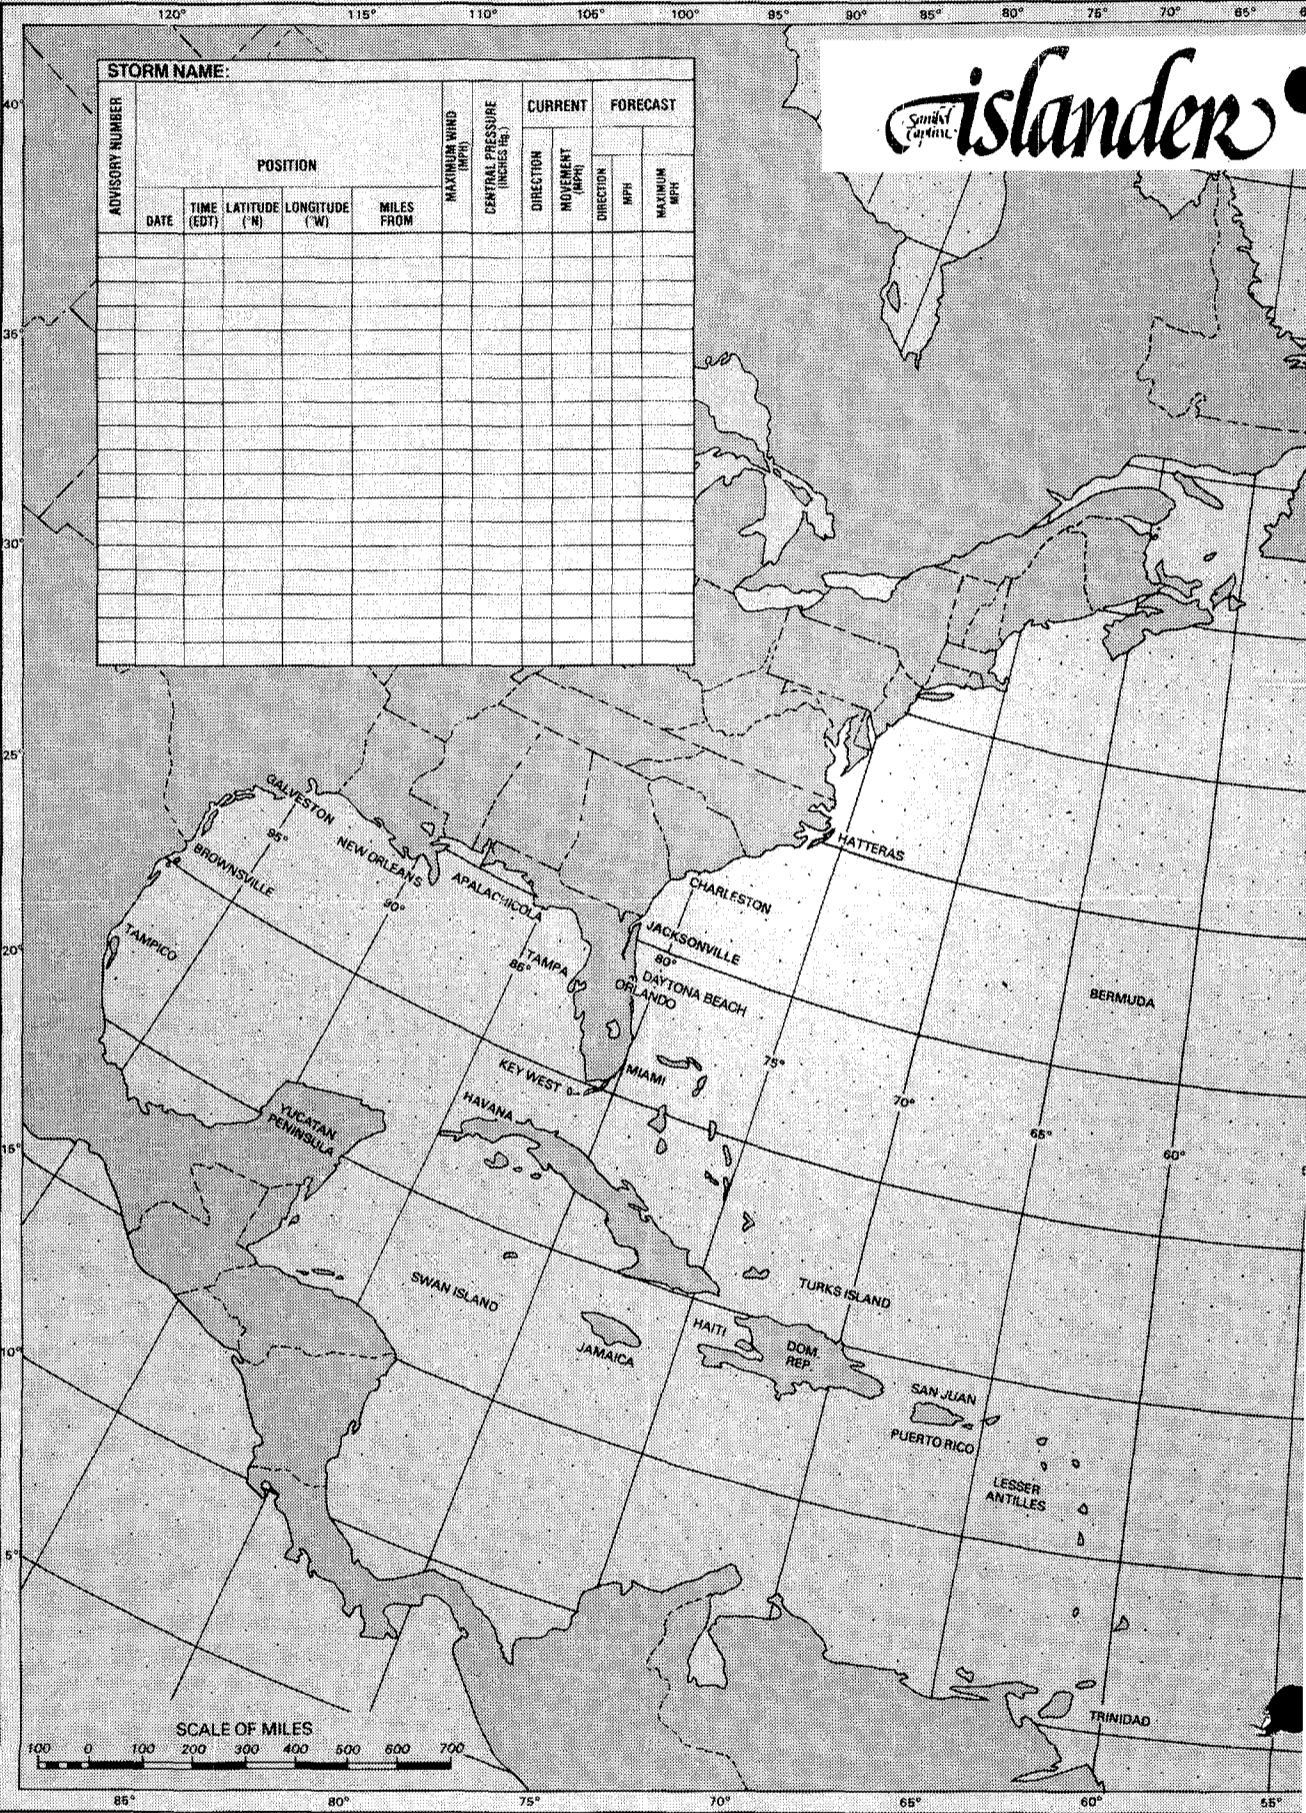 120° 115° 110° 105° 100° 95° 90° 85° 80° 75° 70° 65°
Sanibel
Captiva
islander
STORM NAME:
ADVISORY NUMBER
POSITION
DATE
TIME
(EDT)
LATITUDE
(°N)
LONGITUDE
(°W)
MILES
FROM
MAXIMUM WIND
(MPH)
CENTRAL PRESSURE
(INCHES Hg.)
CURRENT
DIRECTION
MOVEMENT
(MPH)
FORECAST
DIRECTION
MPH
MAXIMUM
MPH
40°
35°
30°
25°
20°
15°
10°
5°
GALVESTON
95°
NEW ORLEANS
BROWNSVILLE
90°
APALACHICOLA
TAMPICO
HATTERAS
CHARLESTON
JACKSONVILLE
80°
TAMPA
85°
DAYTONA BEACH
ORLANDO
BERMUDA
KEY WEST
MIAMI
75°
HAVANA
70°
YUCATAN
PENINSULA
65°
60°
SWAN ISLAND
TURKS ISLAND
JAMAICA
HAITI
DOM.
REP.
SAN JUAN
PUERTO RICO
LESSER
ANTILLES
TRINIDAD
SCALE OF MILES
100 0 100 200 300 400 500 600 700
85° 80° 75° 70° 65° 60° 55°